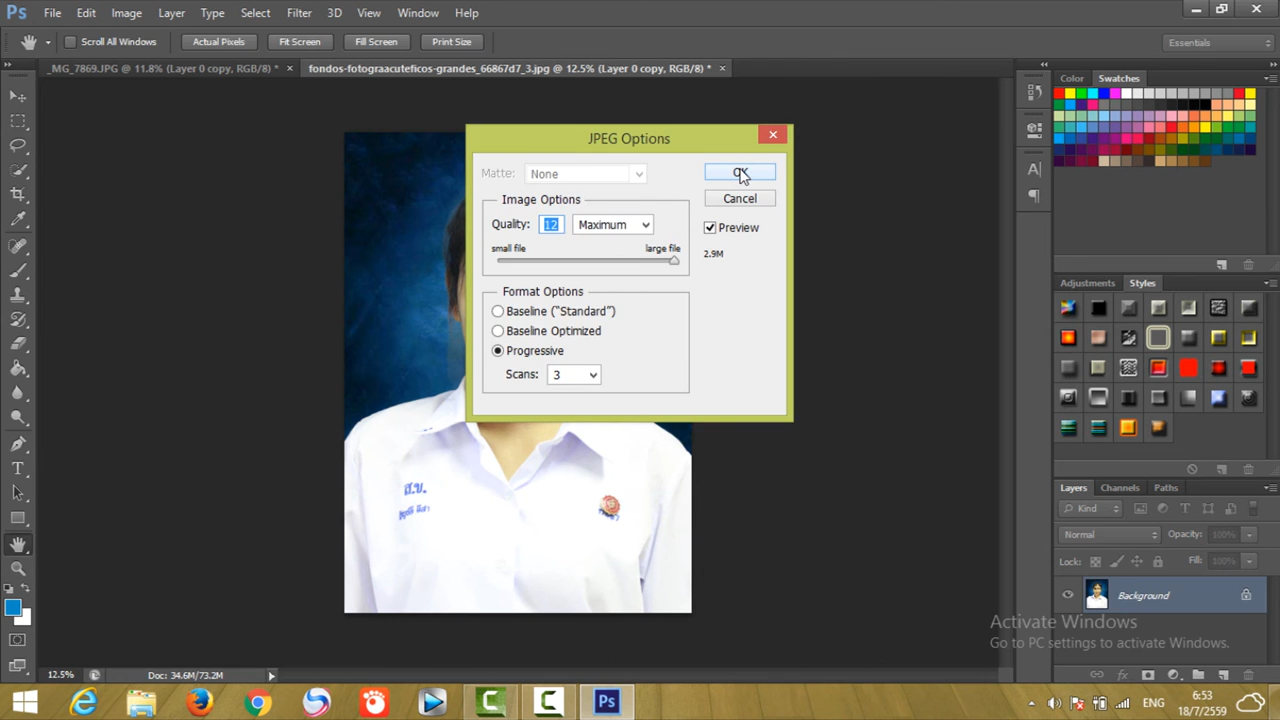 Ps File Edit Image Layer Type Select Filter 3D View Window Help
Scroll All Windows Actual Pixels Fit Screen Fill Screen Print Size Essentials
_MG_7869.JPG @ 11.8% (Layer 0 copy, RGB/8) * × fondos-fotograacuteficos-grandes_66867d7_3.jpg @ 12.5% (Layer 0 copy, RGB/8) * ×
Color Swatches
JPEG Options
Matte: None
OK
Cancel
Image Options
Quality: 12 Maximum
Preview
small file large file
2.9M
Format Options
Baseline ("Standard")
Baseline Optimized
Progressive
Scans: 3
Adjustments Styles
ส.ข.
Layers Channels Paths
Kind
Normal Opacity: 100%
Lock: Fill: 100%
Background
Activate Windows
Go to PC settings to activate Windows.
12.5% Doc: 34.6M/73.2M
Ps
ENG
6:53
18/7/2559